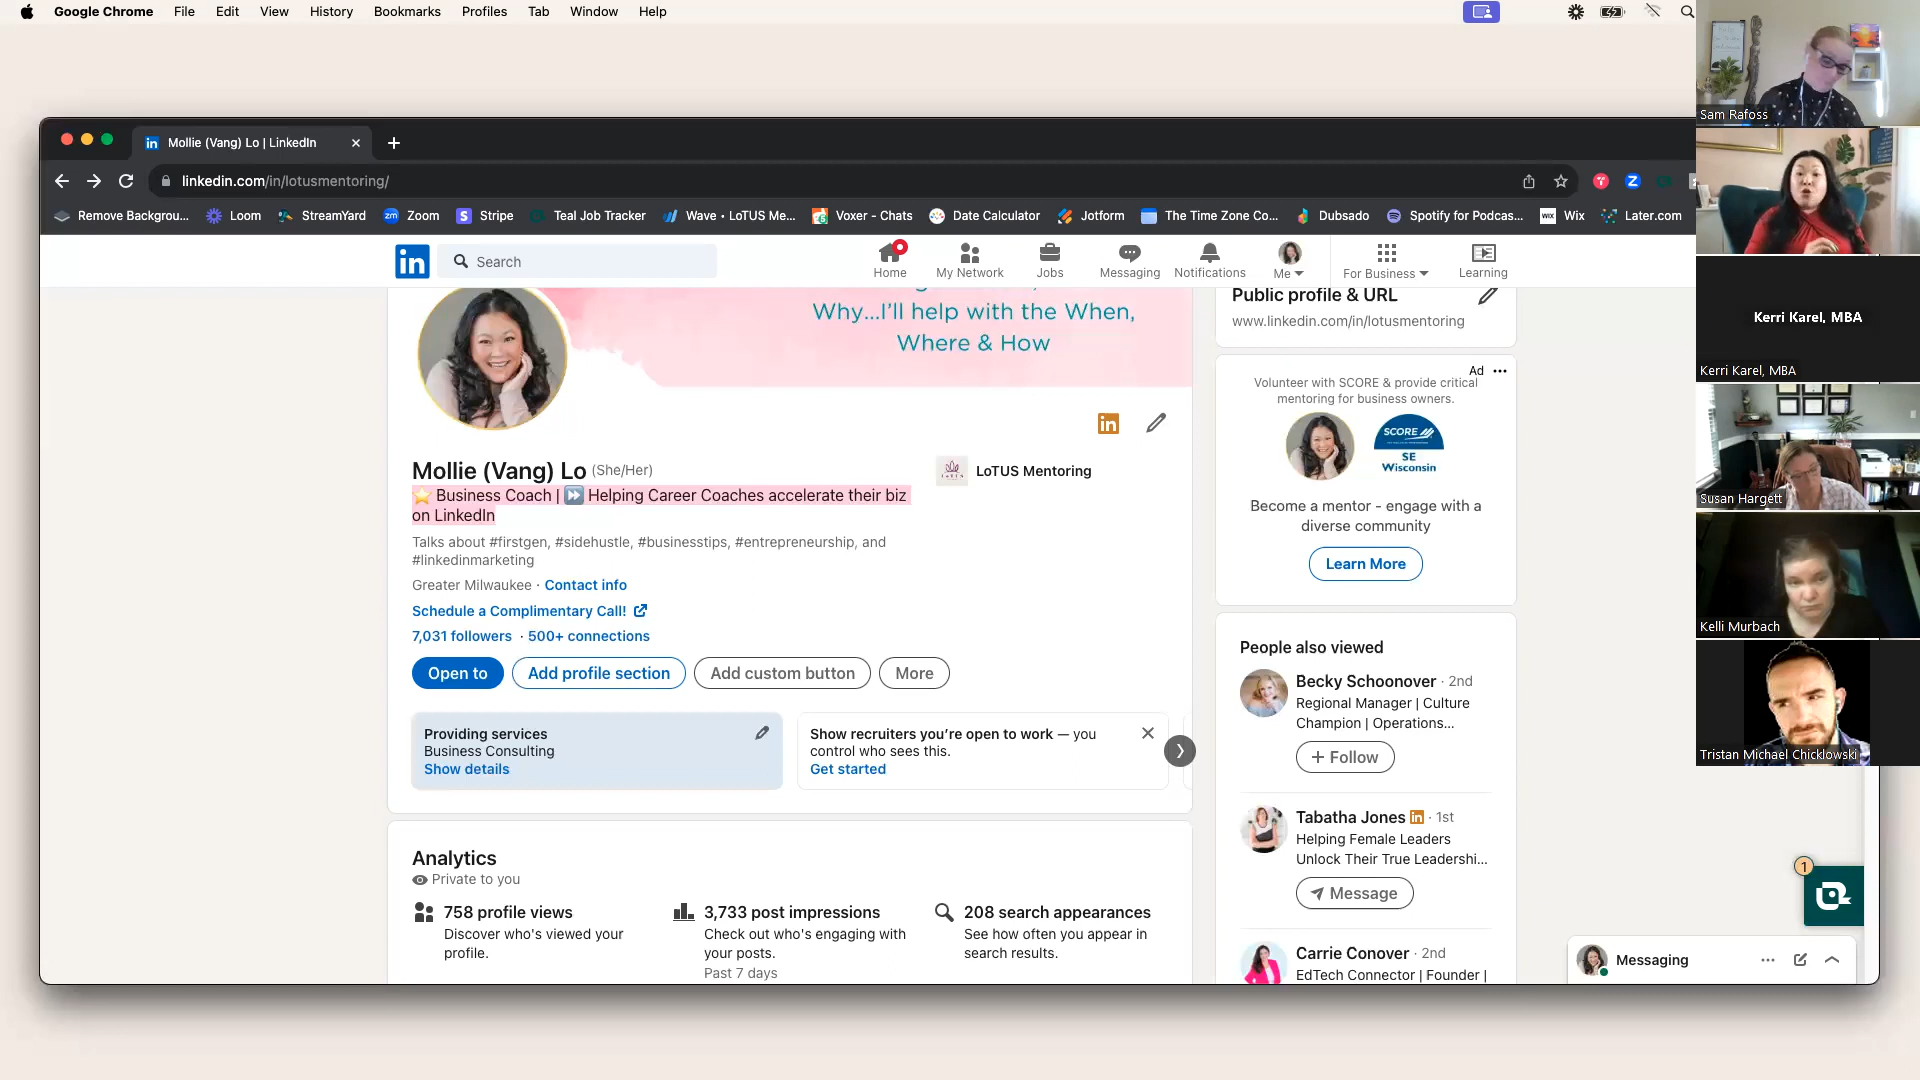 Google Chrome File Edit View History Bookmarks Profiles Tab Window Help
Mollie (Vang) Lo | LinkedIn
linkedin.com/in/lotusmentoring/
Remove Backgrou... Loom StreamYard zm Zoom S Stripe Teal Job Tracker Wave • LoTUS Me... Voxer - Chats Date Calculator Jotform The Time Zone Co... Dubsado Spotify for Podcas... WIX Wix Later.com
in Search Home My Network Jobs Messaging Notifications Me For Business Learning
Why...I'll help with the When,
Where & How
in
Mollie (Vang) Lo (She/Her)
LoTUS Mentoring
⭐ Business Coach | ⏩ Helping Career Coaches accelerate their biz
on LinkedIn
Talks about #firstgen, #sidehustle, #businesstips, #entrepreneurship, and
#linkedinmarketing
Greater Milwaukee · Contact info
Schedule a Complimentary Call!
7,031 followers · 500+ connections
Open to Add profile section Add custom button More
Providing services
Business Consulting
Show details
Show recruiters you're open to work — you
control who sees this.
Get started
Analytics
Private to you
758 profile views
Discover who's viewed your
profile.
3,733 post impressions
Check out who's engaging with
your posts.
Past 7 days
208 search appearances
See how often you appear in
search results.
Public profile & URL
www.linkedin.com/in/lotusmentoring
Ad
Volunteer with SCORE & provide critical
mentoring for business owners.
SCORE
SE
Wisconsin
Become a mentor - engage with a
diverse community
Learn More
People also viewed
Becky Schoonover · 2nd
Regional Manager | Culture
Champion | Operations...
+ Follow
Tabatha Jones in · 1st
Helping Female Leaders
Unlock Their True Leadershi...
Message
Carrie Conover · 2nd
EdTech Connector | Founder |
1
Messaging
Sam Rafoss
Kerri Karel, MBA
Kerri Karel, MBA
Susan Hargett
Kelli Murbach
Tristan Michael Chicklowski